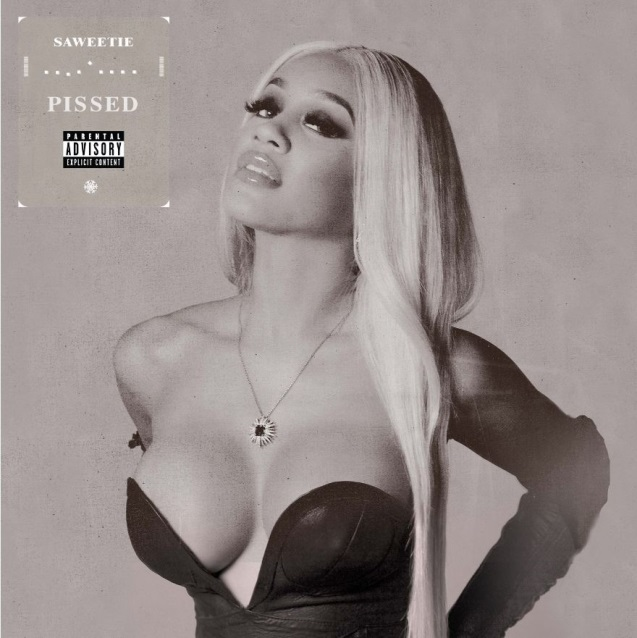 SAWEETIE
PISSED
PARENTAL
ADVISORY
EXPLICIT CONTENT